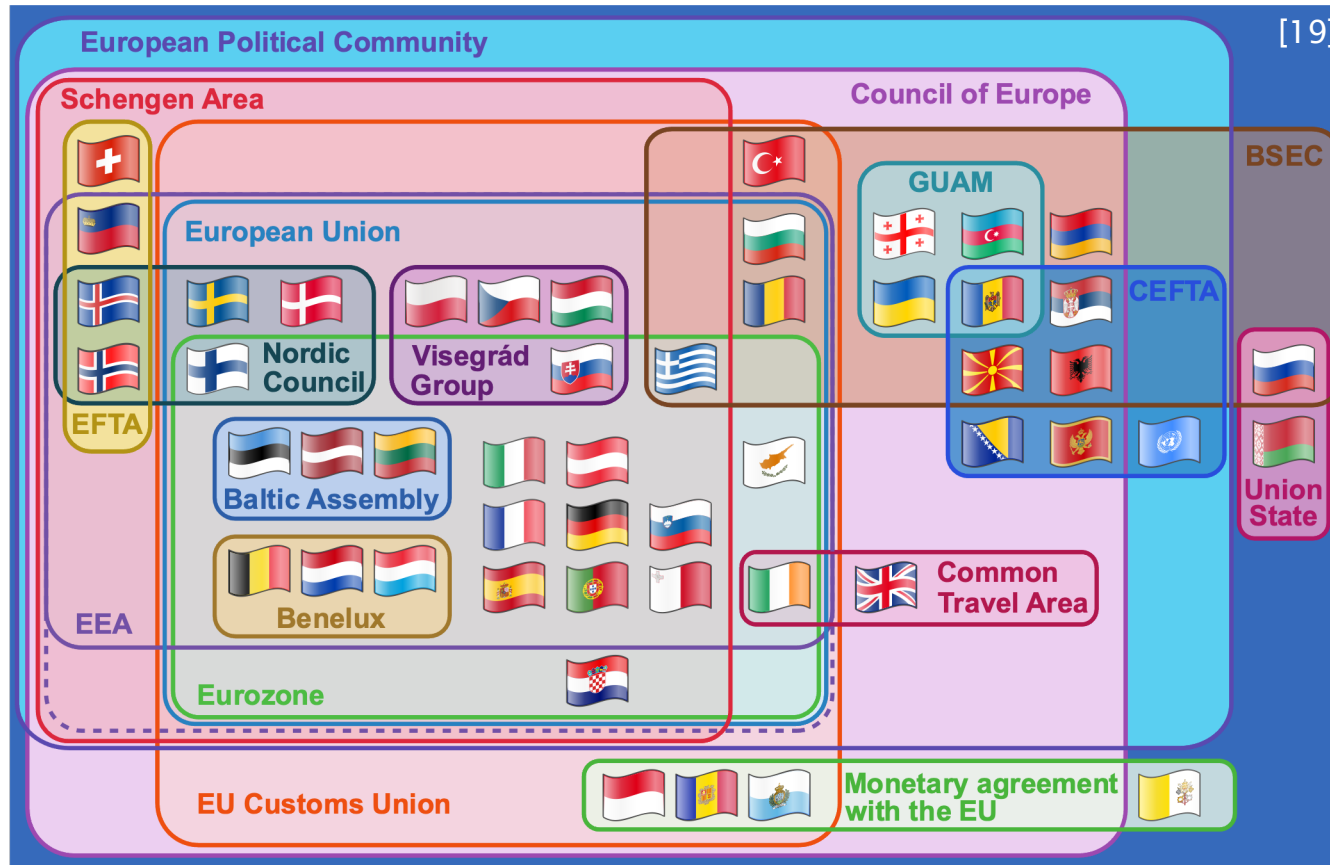 [19]
European Political Community
Schengen Area
Council of Europe
BSEC
GUAM
European Union
CEFTA
Nordic
Council
Visegrád
Group
EFTA
Baltic Assembly
Union
State
Benelux
Common
Travel Area
EEA
Eurozone
EU Customs Union
Monetary agreement
with the EU